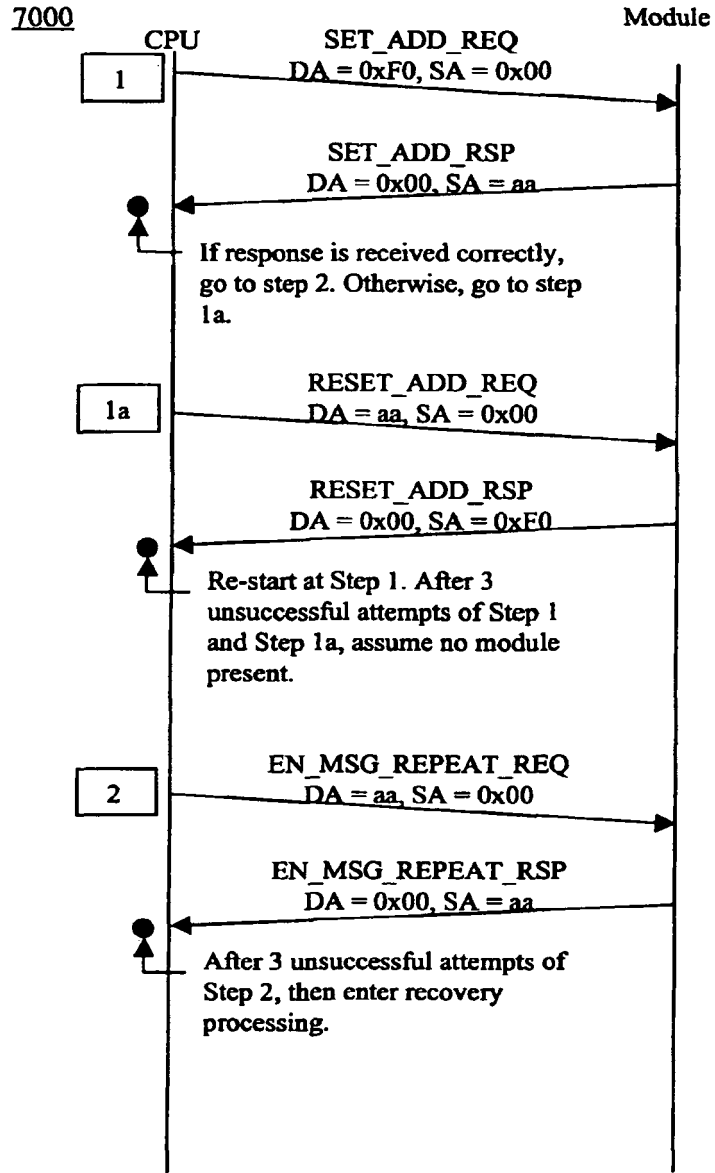 7000
Module
CPU
SET_ADD_REQ
DA = 0xF0, SA = 0x00
1
SET_ADD_RSP
DA = 0x00, SA = aa
If response is received correctly,
go to step 2. Otherwise, go to step
1a.
RESET_ADD_REQ
1a
DA = aa, SA = 0x00
RESET_ADD_RSP
DA = 0x00, SA = 0xF0
Re-start at Step 1. After 3
unsuccessful attempts of Step 1
and Step 1a, assume no module
present.
EN_MSG_REPEAT_REQ
2
DA = aa, SA = 0x00
EN_MSG_REPEAT_RSP
DA = 0x00, SA = aa
After 3 unsuccessful attempts of
Step 2, then enter recovery
processing.